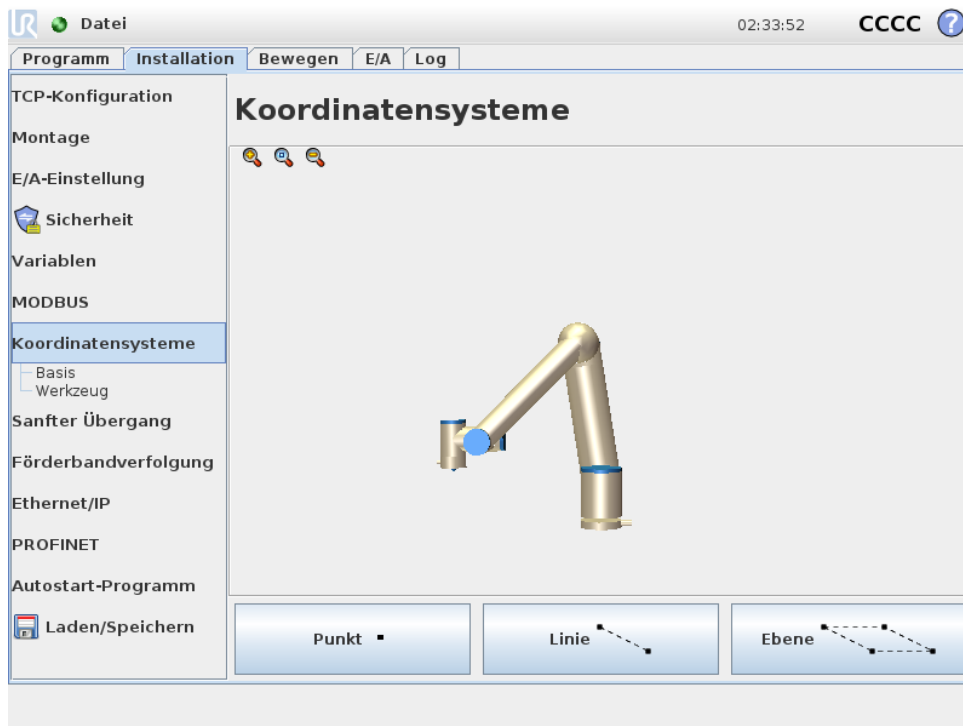 UR Datei 02:33:52 CCCC ?
Programm Installation Bewegen E/A Log
TCP-Konfiguration
Montage
E/A-Einstellung
Sicherheit
Variablen
MODBUS
Koordinatensysteme
Basis
Werkzeug
Sanfter Übergang
Förderbandverfolgung
Ethernet/IP
PROFINET
Autostart-Programm
Laden/Speichern
Koordinatensysteme
Punkt
Linie
Ebene